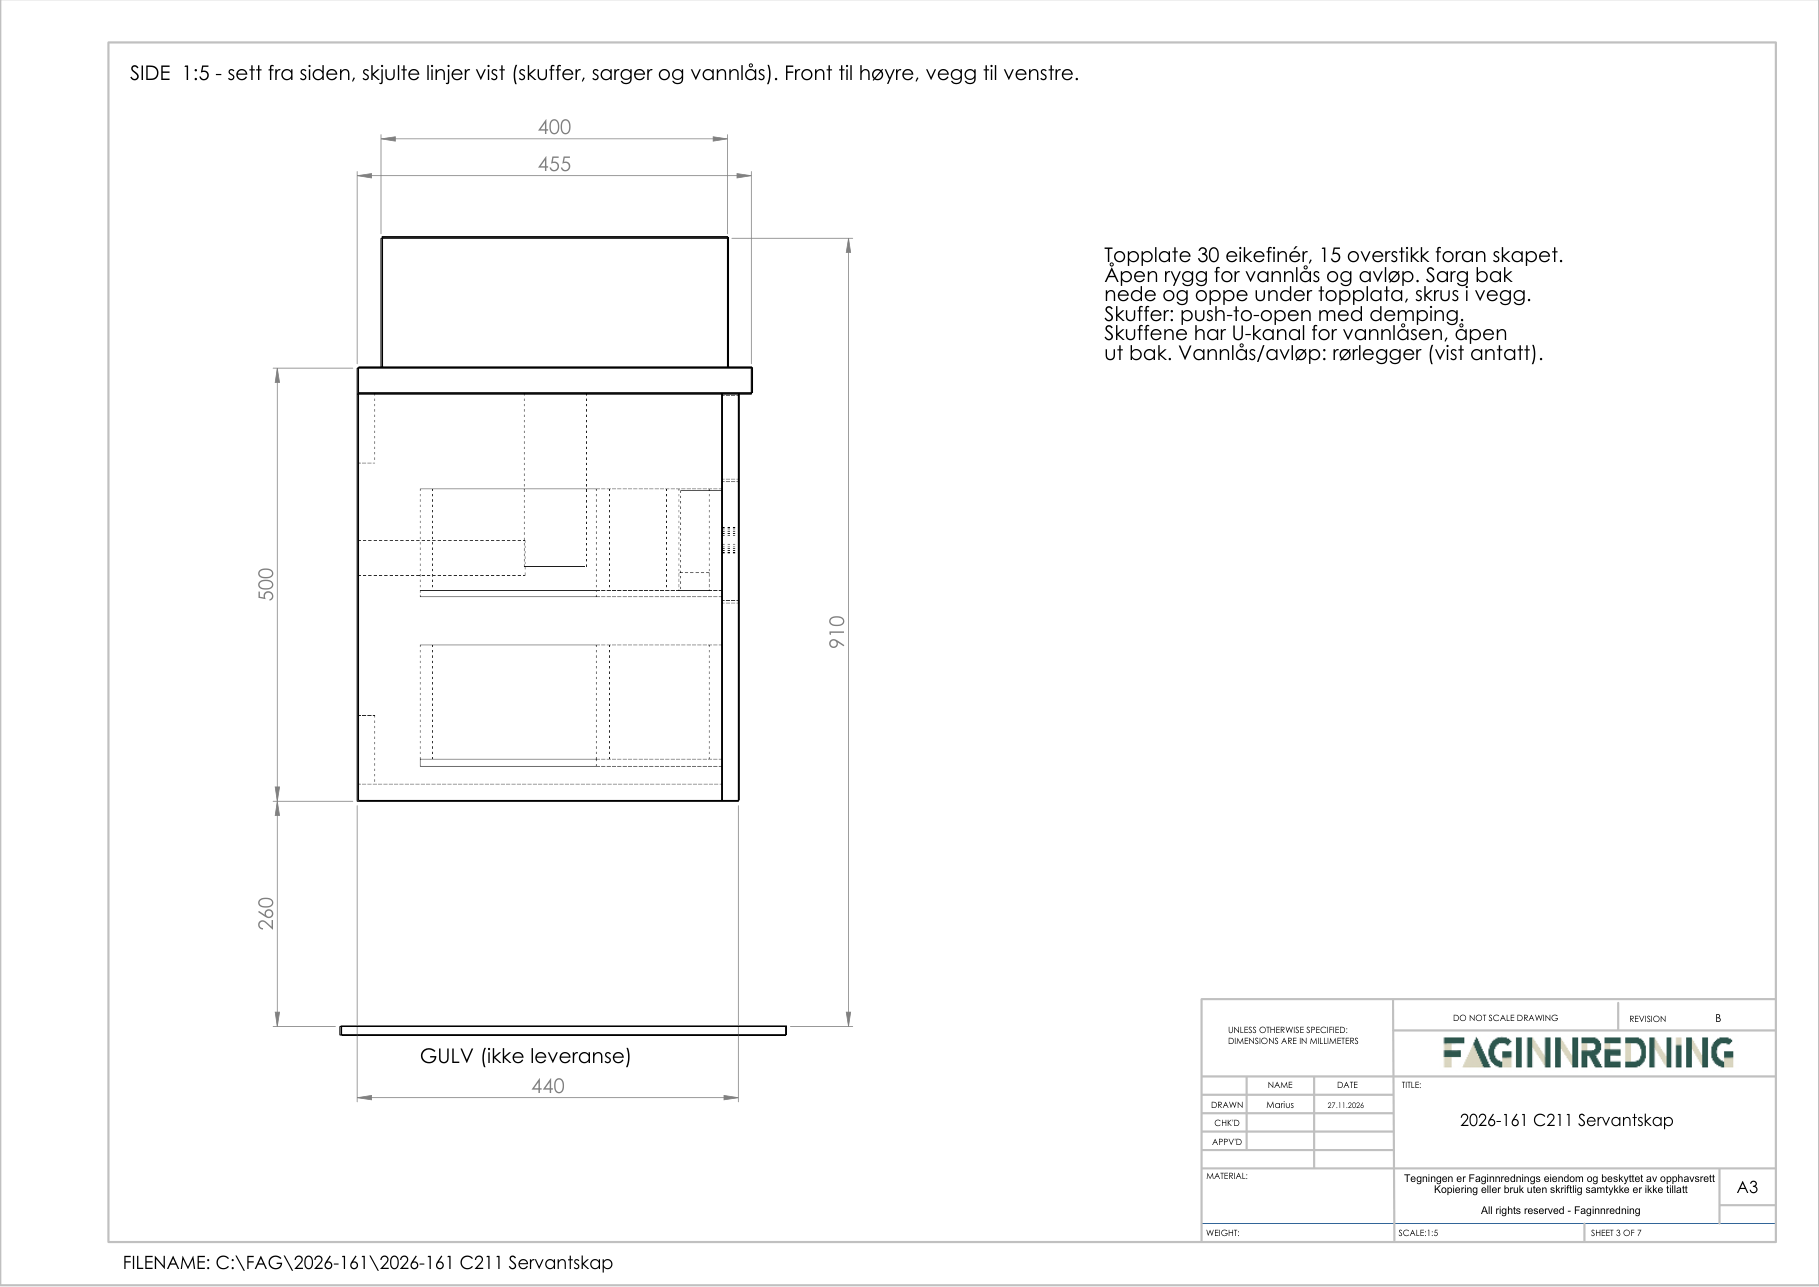 SIDE  1:5 - sett fra siden, skjulte linjer vist (skuffer, sarger og vannlås). Front til høyre, vegg til venstre.
400
455
Topplate 30 eikefinér, 15 overstikk foran skapet.
Åpen rygg for vannlås og avløp. Sarg bak
nede og oppe under topplata, skrus i vegg.
Skuffer: push-to-open med demping.
Skuffene har U-kanal for vannlåsen, åpen
ut bak. Vannlås/avløp: rørlegger (vist antatt).
500
910
260
GULV (ikke leveranse)
440
UNLESS OTHERWISE SPECIFIED:
DIMENSIONS ARE IN MILLIMETERS
DO NOT SCALE DRAWING
REVISION B
FAGINNREDNiNG
NAME DATE
DRAWN Marius 27.11.2026
CHK'D
APPV'D
TITLE:
2026-161 C211 Servantskap
MATERIAL:
Tegningen er Faginnrednings eiendom og beskyttet av opphavsrett
Kopiering eller bruk uten skriftlig samtykke er ikke tillatt
All rights reserved - Faginnredning
A3
WEIGHT:
SCALE:1:5
SHEET 3 OF 7
FILENAME: C:\FAG\2026-161\2026-161 C211 Servantskap